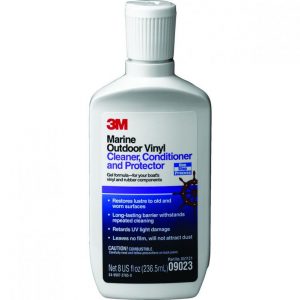 3M
Marine
Outdoor Vinyl
Cleaner, Conditioner
and Protector
Gel formula—for your boat's
vinyl and rubber components
• Restores lustre to old and
worn surfaces
• Long-lasting barrier withstands
repeated cleaning
• Retards UV light damage
• Leaves no film, will not attract dust
CAUTION! COMBUSTIBLE.
Net 8 US fl oz (236.5mL)
09023